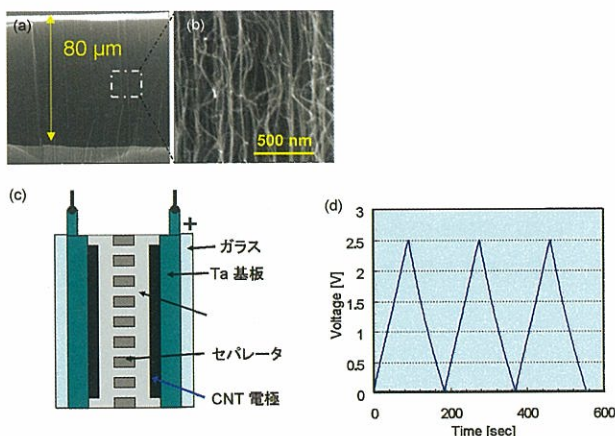 (a)
80 μm
(b)
500 nm
(c)
+
ガラス
Ta 基板
セパレータ
CNT 電極
(d)
Voltage [V]
3
2.5
2
1.5
1
0.5
0
0 200 400 600
Time [sec]